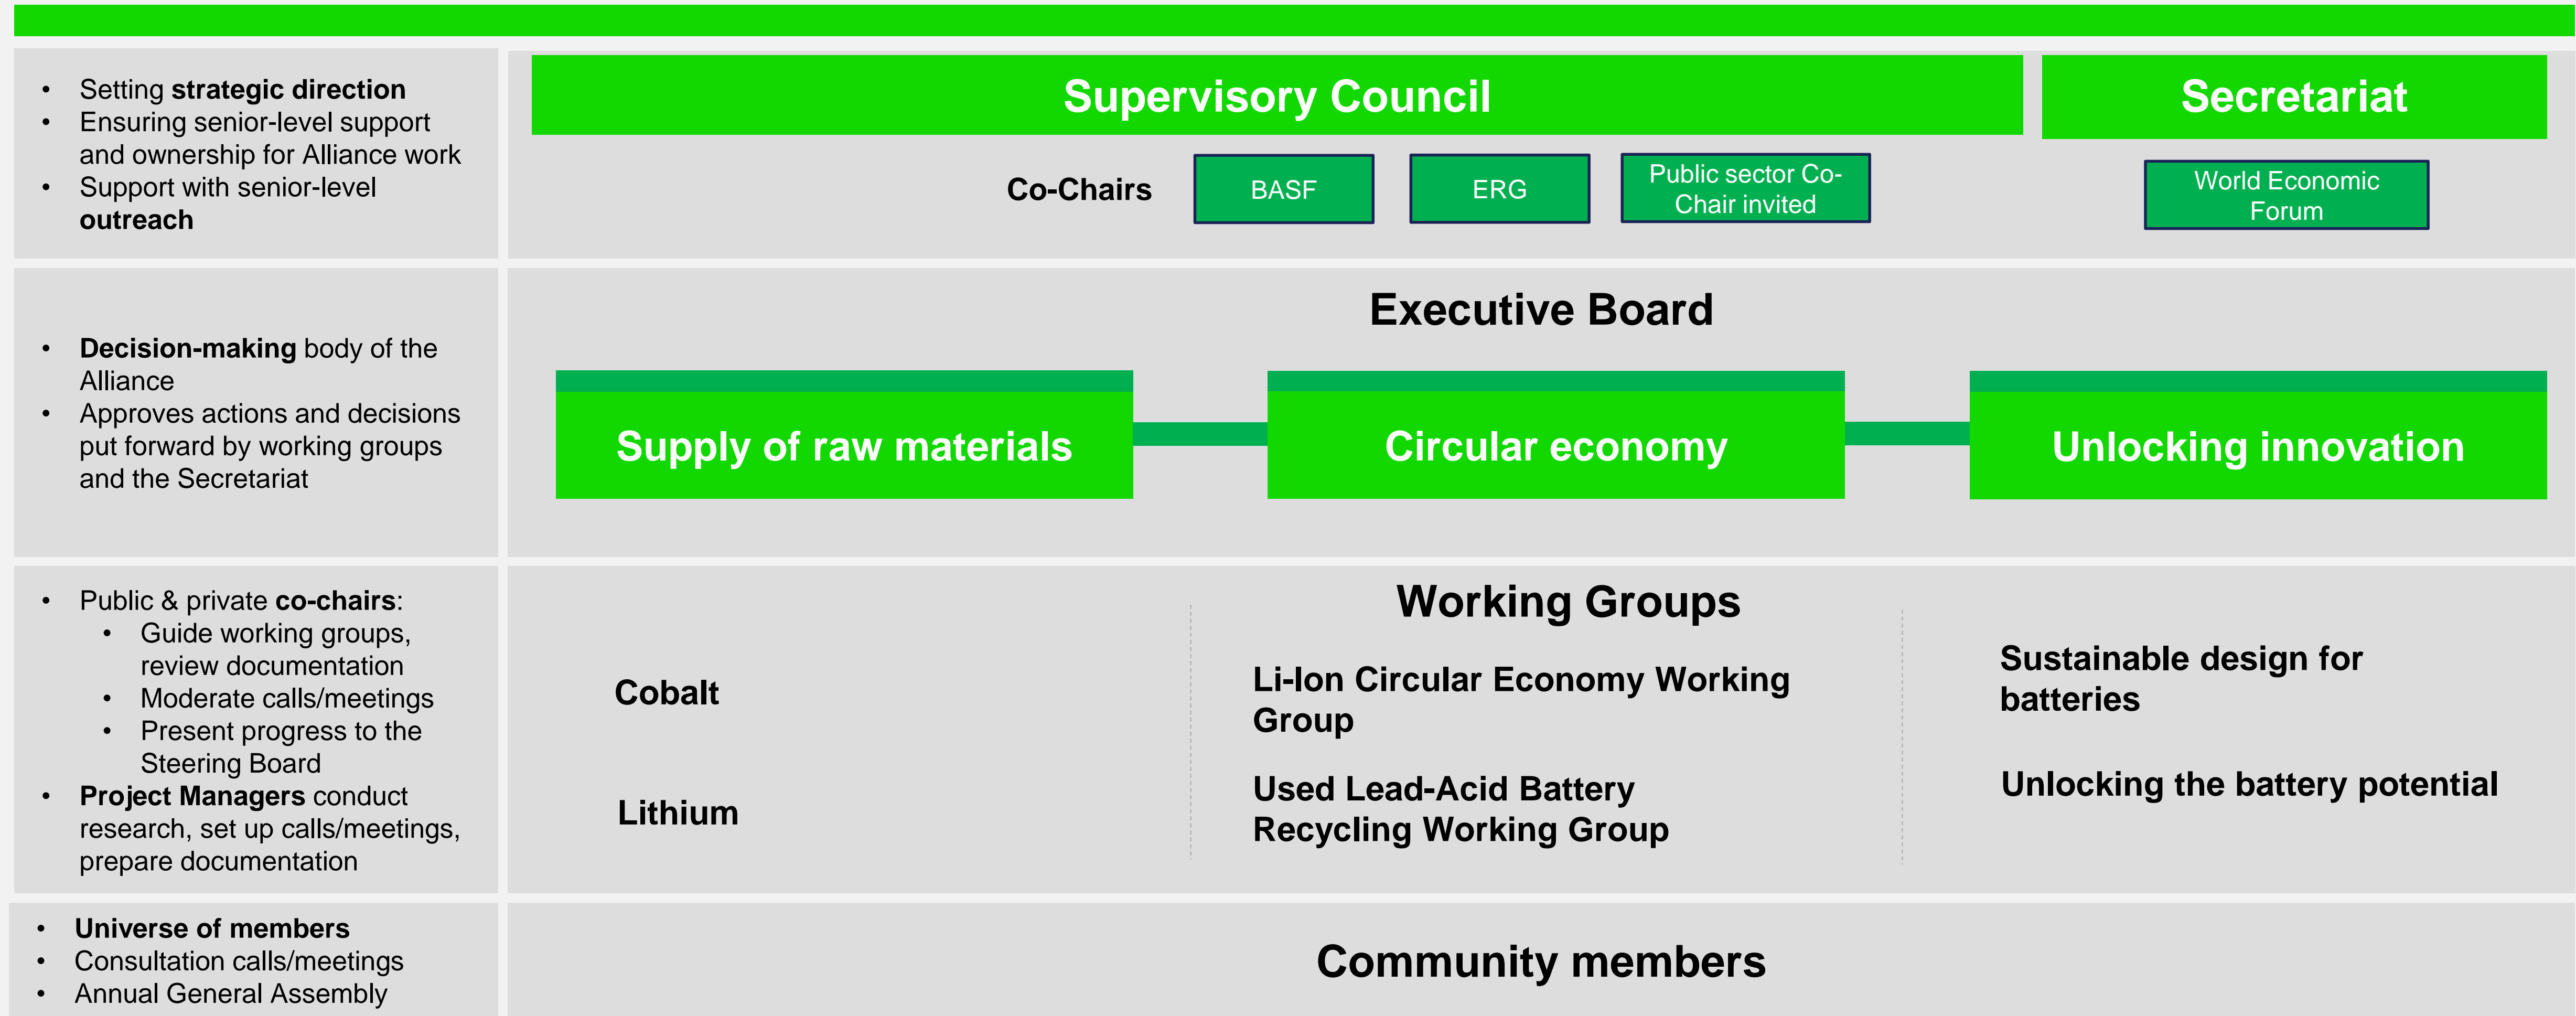 • Setting strategic direction
• Ensuring senior-level support
and ownership for Alliance work
• Support with senior-level
outreach
Supervisory Council
Secretariat
Co-Chairs
BASF
ERG
Public sector Co-
Chair invited
World Economic
Forum
• Decision-making body of the
Alliance
• Approves actions and decisions
put forward by working groups
and the Secretariat
Executive Board
Supply of raw materials
Circular economy
Unlocking innovation
• Public & private co-chairs:
• Guide working groups,
review documentation
• Moderate calls/meetings
• Present progress to the
Steering Board
• Project Managers conduct
research, set up calls/meetings,
prepare documentation
Working Groups
Cobalt
Lithium
Li-Ion Circular Economy Working
Group
Used Lead-Acid Battery
Recycling Working Group
Sustainable design for
batteries
Unlocking the battery potential
• Universe of members
• Consultation calls/meetings
• Annual General Assembly
Community members